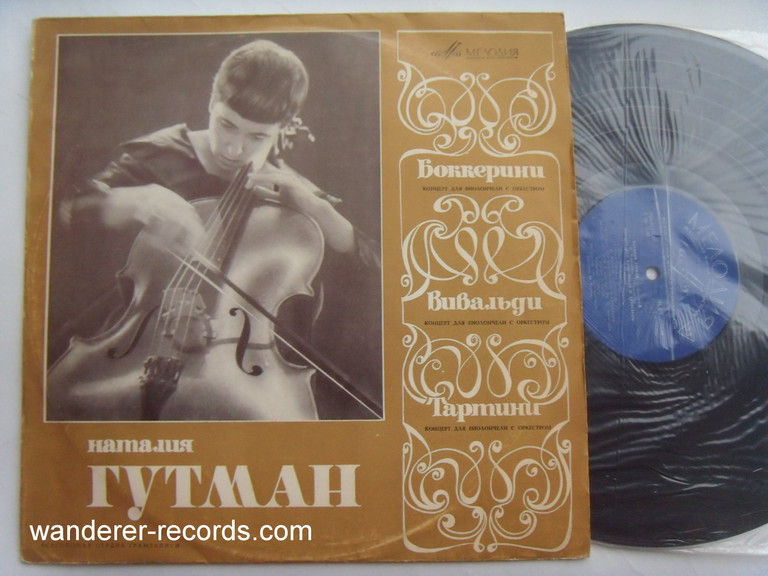 МЕЛОДИЯ
Боккерини
КОНЦЕРТ ДЛЯ ВИОЛОНЧЕЛИ С ОРКЕСТРОМ
Вивальди
КОНЦЕРТ ДЛЯ ВИОЛОНЧЕЛИ С ОРКЕСТРОМ
Тартини
КОНЦЕРТ ДЛЯ ВИОЛОНЧЕЛИ С ОРКЕСТРОМ
наталия
ГУТМАН
МЕЛОДИЯ
wanderer-records.com